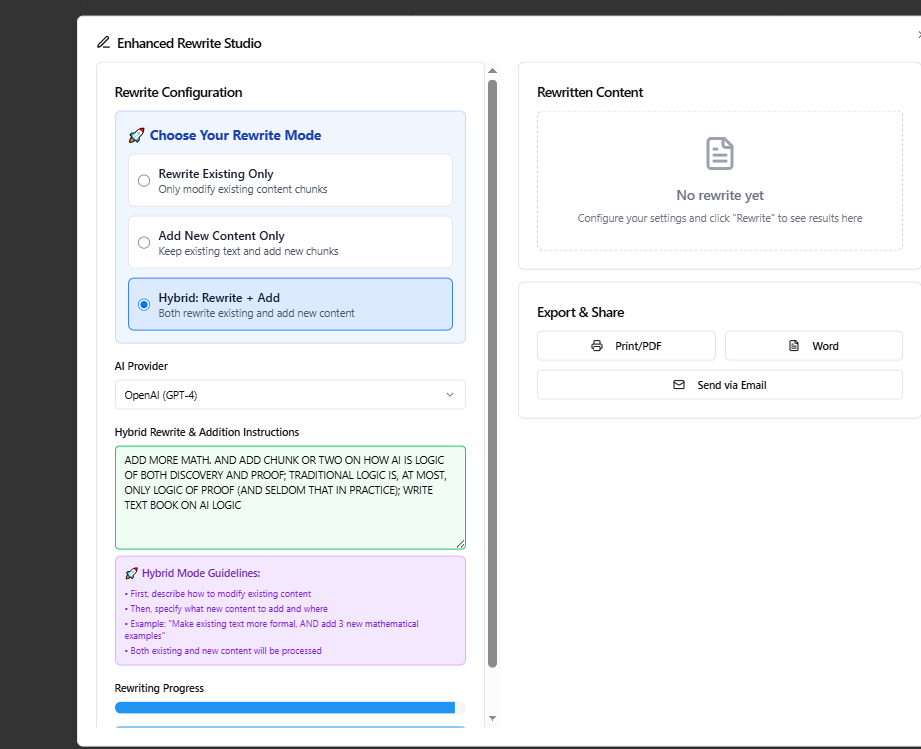 Enhanced Rewrite Studio
Rewrite Configuration
🚀 Choose Your Rewrite Mode
Rewrite Existing Only
Only modify existing content chunks
Add New Content Only
Keep existing text and add new chunks
Hybrid: Rewrite + Add
Both rewrite existing and add new content
AI Provider
OpenAI (GPT-4)
Hybrid Rewrite & Addition Instructions
ADD MORE MATH. AND ADD CHUNK OR TWO ON HOW AI IS LOGIC
OF BOTH DISCOVERY AND PROOF; TRADITIONAL LOGIC IS, AT MOST,
ONLY LOGIC OF PROOF (AND SELDOM THAT IN PRACTICE); WRITE
TEXT BOOK ON AI LOGIC
🚀 Hybrid Mode Guidelines:
• First, describe how to modify existing content
• Then, specify what new content to add and where
• Example: "Make existing text more formal, AND add 3 new mathematical
examples"
• Both existing and new content will be processed
Rewriting Progress
Rewritten Content
No rewrite yet
Configure your settings and click "Rewrite" to see results here
Export & Share
Print/PDF
Word
Send via Email